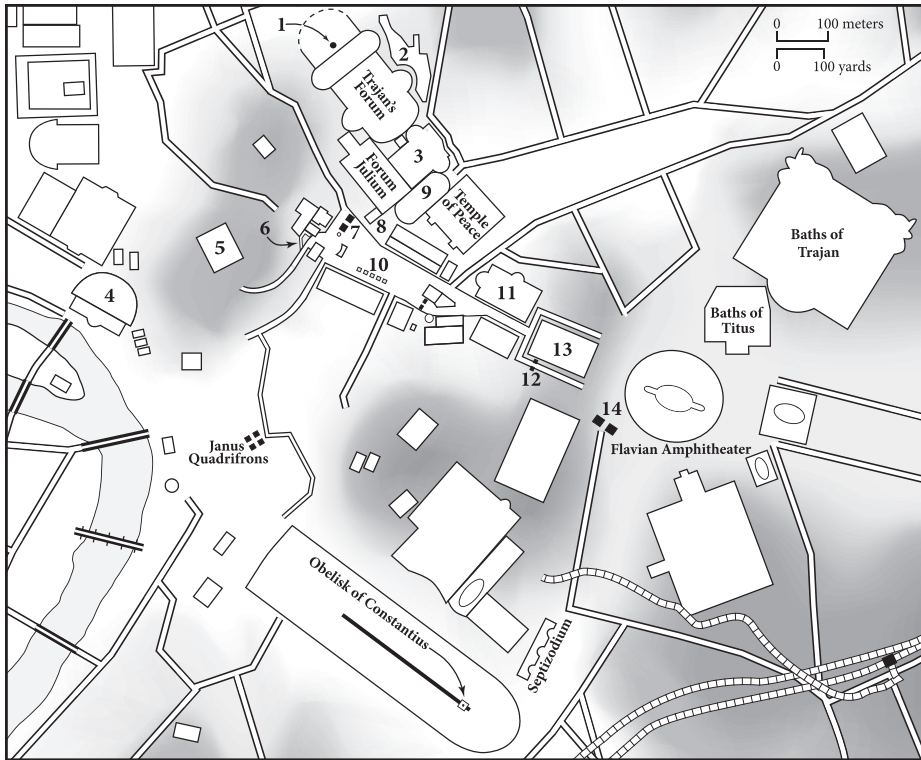 0 100 meters
0 100 yards
1
2
Trajan's
Forum
3
Forum
Julium
9
Temple
of Peace
8
7
6
5
10
4
11
Baths of
Trajan
Baths of
Titus
13
12
14
Flavian Amphitheater
Janus
Quadrifrons
Obelisk of Constantius
Septizodium